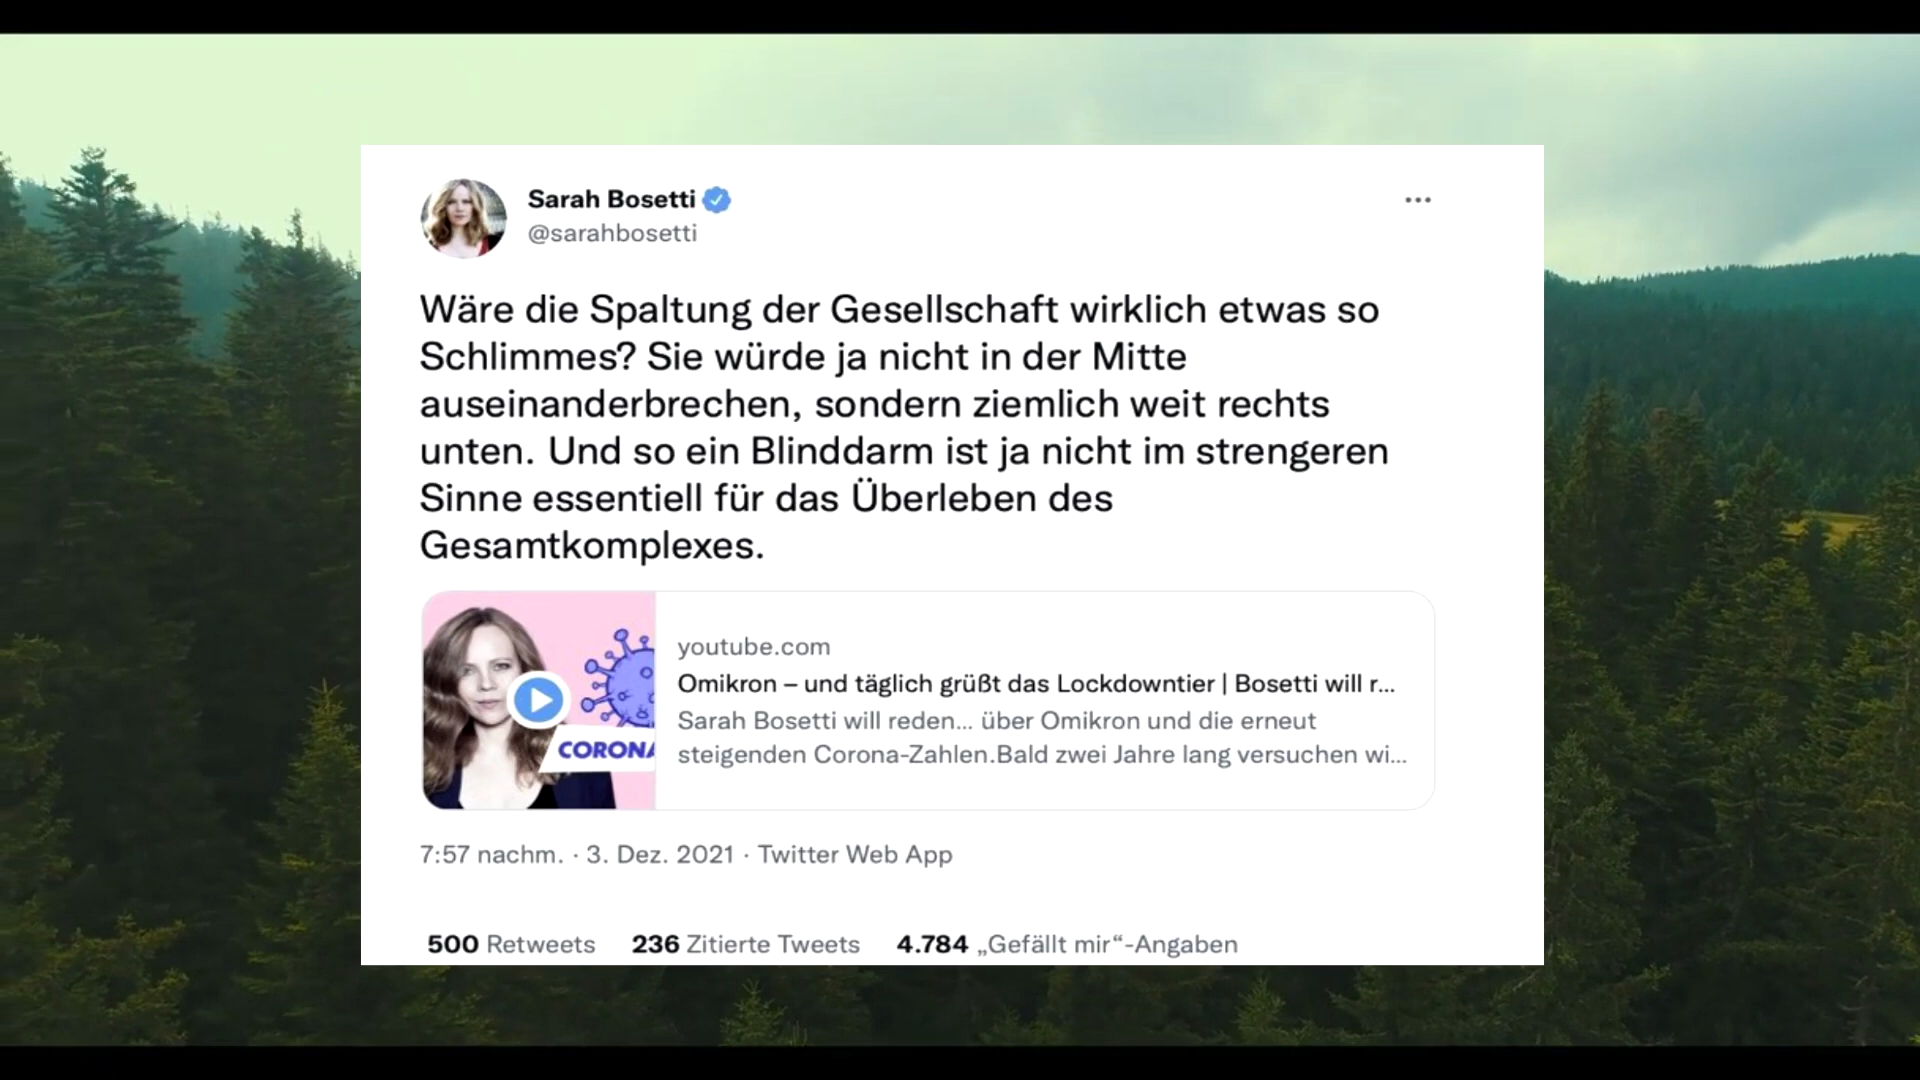 Sarah Bosetti
@sarahbosetti
Wäre die Spaltung der Gesellschaft wirklich etwas so
Schlimmes? Sie würde ja nicht in der Mitte
auseinanderbrechen, sondern ziemlich weit rechts
unten. Und so ein Blinddarm ist ja nicht im strengeren
Sinne essentiell für das Überleben des
Gesamtkomplexes.
CORONA
youtube.com
Omikron – und täglich grüßt das Lockdowntier | Bosetti will r...
Sarah Bosetti will reden... über Omikron und die erneut
steigenden Corona-Zahlen.Bald zwei Jahre lang versuchen wi...
7:57 nachm. · 3. Dez. 2021 · Twitter Web App
500 Retweets 236 Zitierte Tweets 4.784 „Gefällt mir“-Angaben